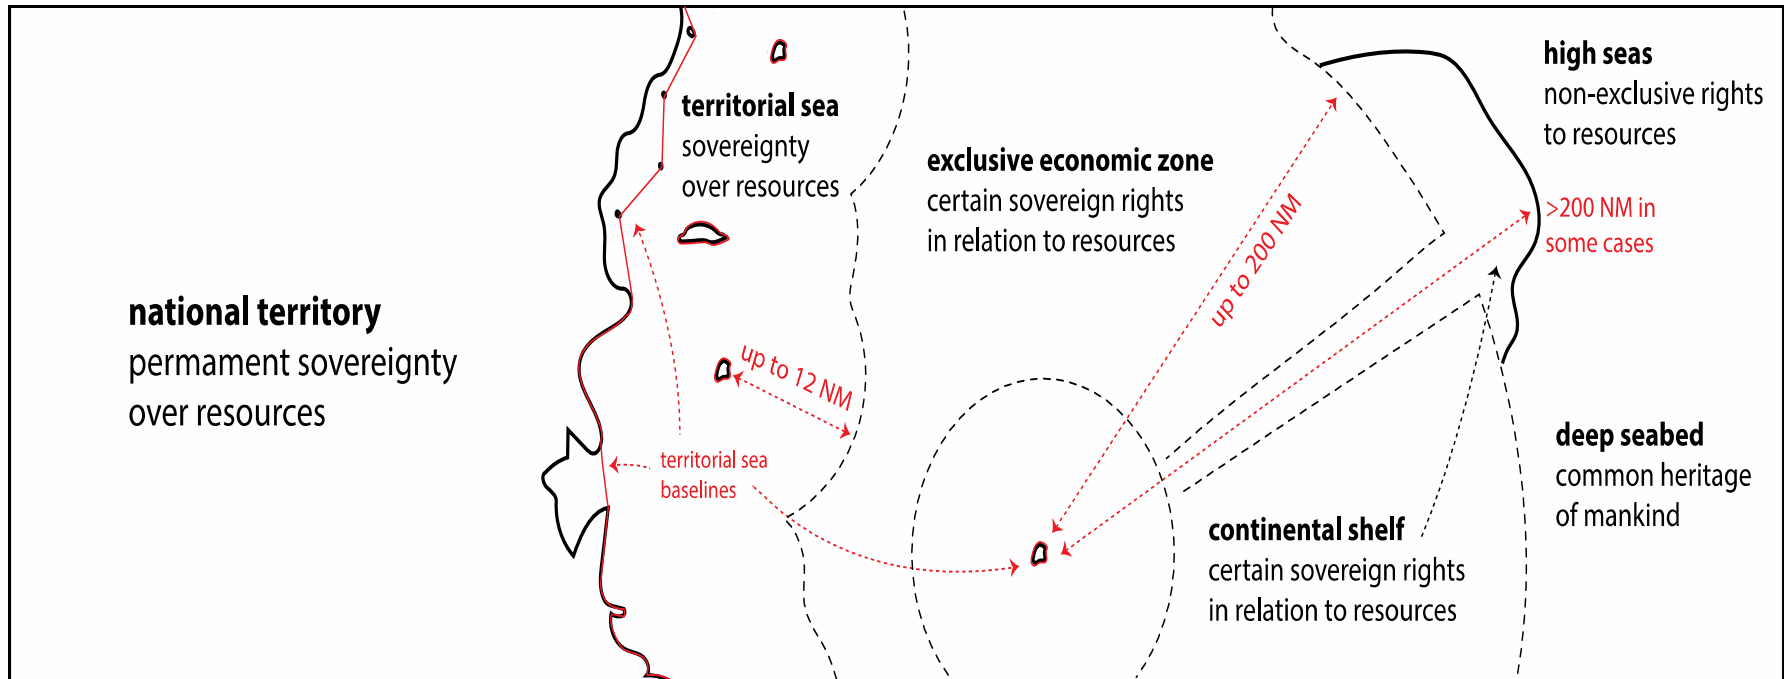 national territory
permament sovereignty
over resources
territorial sea
sovereignty
over resources
up to 12 NM
territorial sea
baselines
exclusive economic zone
certain sovereign rights
in relation to resources
up to 200 NM
continental shelf
certain sovereign rights
in relation to resources
high seas
non-exclusive rights
to resources
>200 NM in
some cases
deep seabed
common heritage
of mankind